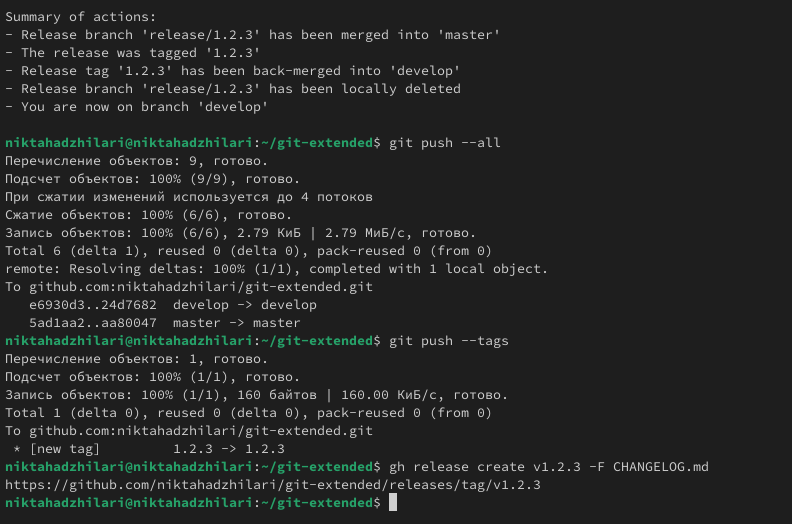 Summary of actions:
- Release branch 'release/1.2.3' has been merged into 'master'
- The release was tagged '1.2.3'
- Release tag '1.2.3' has been back-merged into 'develop'
- Release branch 'release/1.2.3' has been locally deleted
- You are now on branch 'develop'
niktahadzhilari@niktahadzhilari:~/git-extended$ git push --all
Перечисление объектов: 9, готово.
Подсчет объектов: 100% (9/9), готово.
При сжатии изменений используется до 4 потоков
Сжатие объектов: 100% (6/6), готово.
Запись объектов: 100% (6/6), 2.79 КиБ | 2.79 МиБ/с, готово.
Total 6 (delta 1), reused 0 (delta 0), pack-reused 0 (from 0)
remote: Resolving deltas: 100% (1/1), completed with 1 local object.
To github.com:niktahadzhilari/git-extended.git
   e6930d3..24d7682  develop -> develop
   5ad1aa2..aa80047  master -> master
niktahadzhilari@niktahadzhilari:~/git-extended$ git push --tags
Перечисление объектов: 1, готово.
Подсчет объектов: 100% (1/1), готово.
Запись объектов: 100% (1/1), 160 байтов | 160.00 КиБ/с, готово.
Total 1 (delta 0), reused 0 (delta 0), pack-reused 0 (from 0)
To github.com:niktahadzhilari/git-extended.git
 * [new tag]         1.2.3 -> 1.2.3
niktahadzhilari@niktahadzhilari:~/git-extended$ gh release create v1.2.3 -F CHANGELOG.md
https://github.com/niktahadzhilari/git-extended/releases/tag/v1.2.3
niktahadzhilari@niktahadzhilari:~/git-extended$